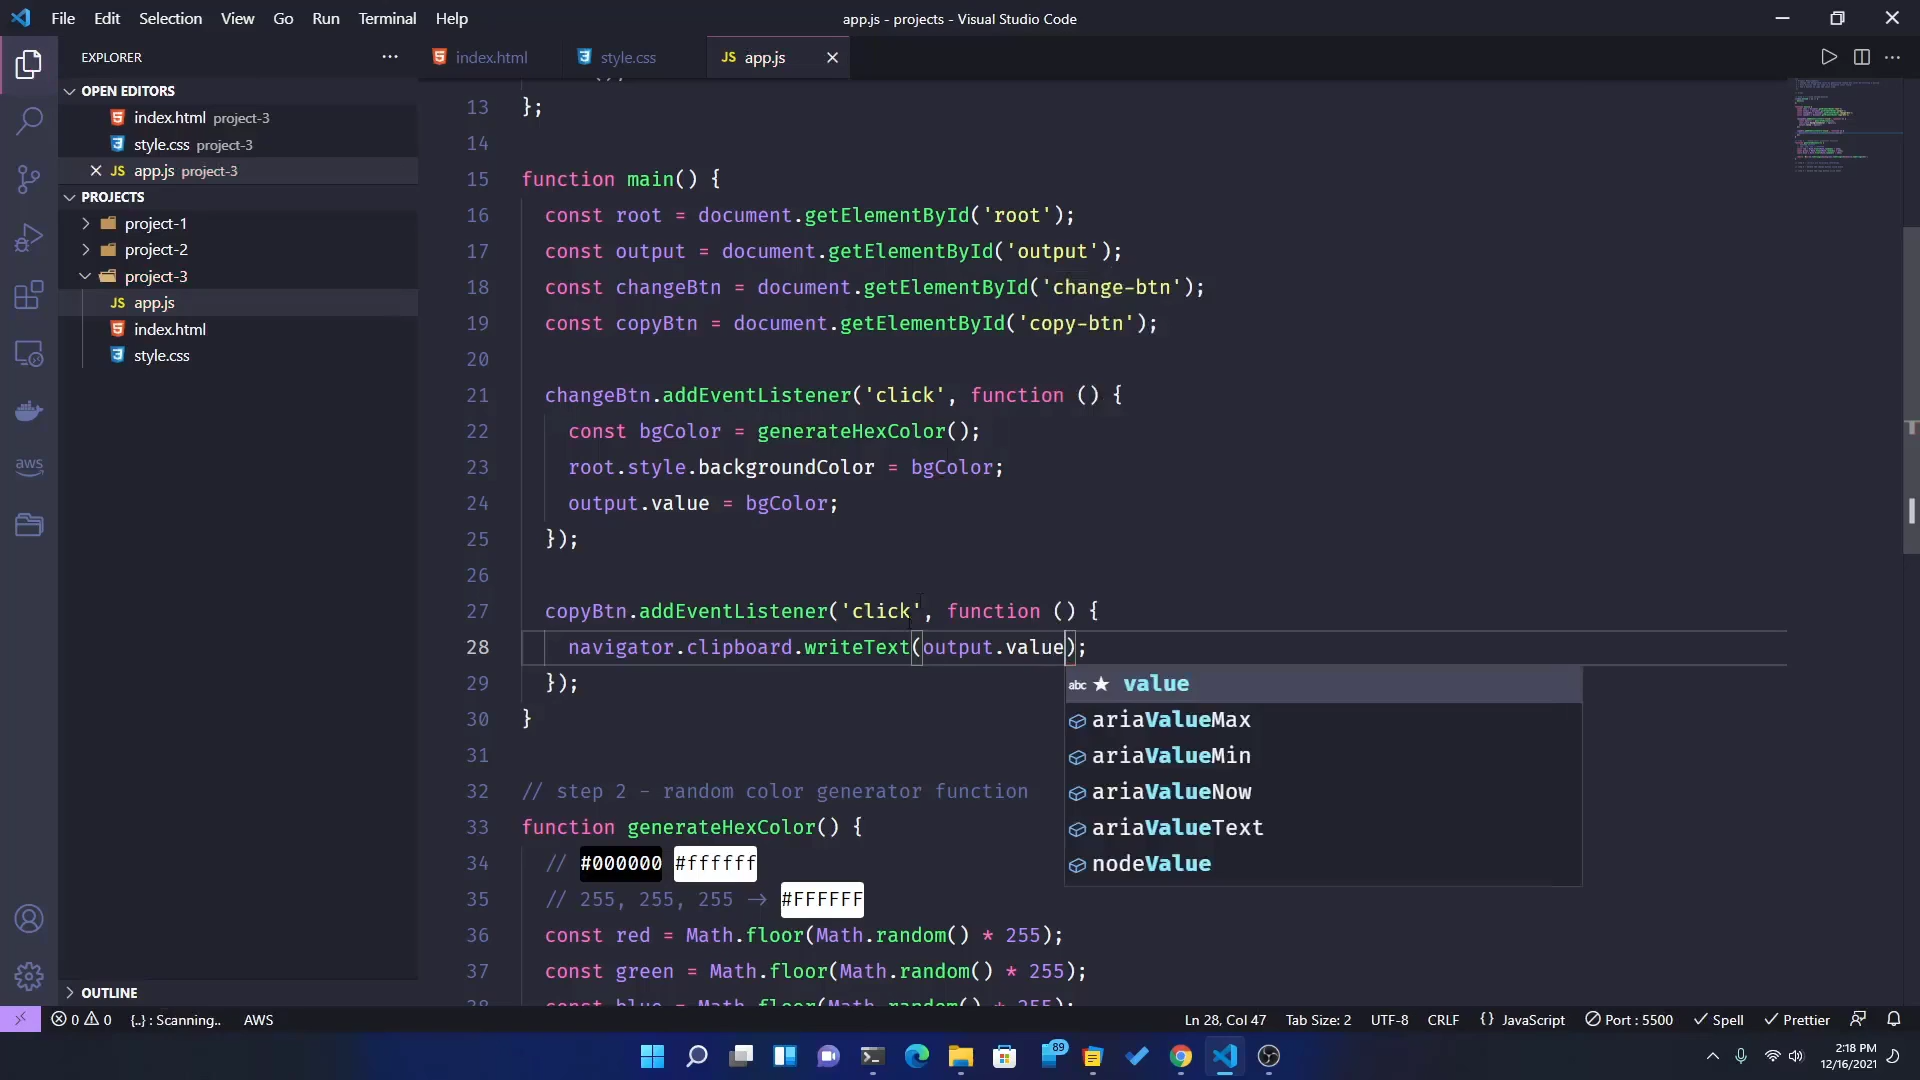 File Edit Selection View Go Run Terminal Help
app.js - projects - Visual Studio Code
EXPLORER
index.html
style.css
JS app.js
OPEN EDITORS
index.html project-3
style.css project-3
JS app.js project-3
PROJECTS
project-1
project-2
project-3
JS app.js
index.html
style.css
aws
OUTLINE
13 };
14
15 function main() {
16 const root = document.getElementById('root');
17 const output = document.getElementById('output');
18 const changeBtn = document.getElementById('change-btn');
19 const copyBtn = document.getElementById('copy-btn');
20
21 changeBtn.addEventListener('click', function () {
22 const bgColor = generateHexColor();
23 root.style.backgroundColor = bgColor;
24 output.value = bgColor;
25 });
26
27 copyBtn.addEventListener('click', function () {
28 navigator.clipboard.writeText(output.value);
29 });
30 }
31
32 // step 2 - random color generator function
33 function generateHexColor() {
34 // #000000 #ffffff
35 // 255, 255, 255 -> #FFFFFF
36 const red = Math.floor(Math.random() * 255);
37 const green = Math.floor(Math.random() * 255);
38 const blue = Math.floor(Math.random() * 255);
abc ★ value
ariaValueMax
ariaValueMin
ariaValueNow
ariaValueText
nodeValue
0 0 {..} : Scanning.. AWS
Ln 28, Col 47 Tab Size: 2 UTF-8 CRLF {} JavaScript Port : 5500 Spell Prettier
89
2:18 PM
12/16/2021